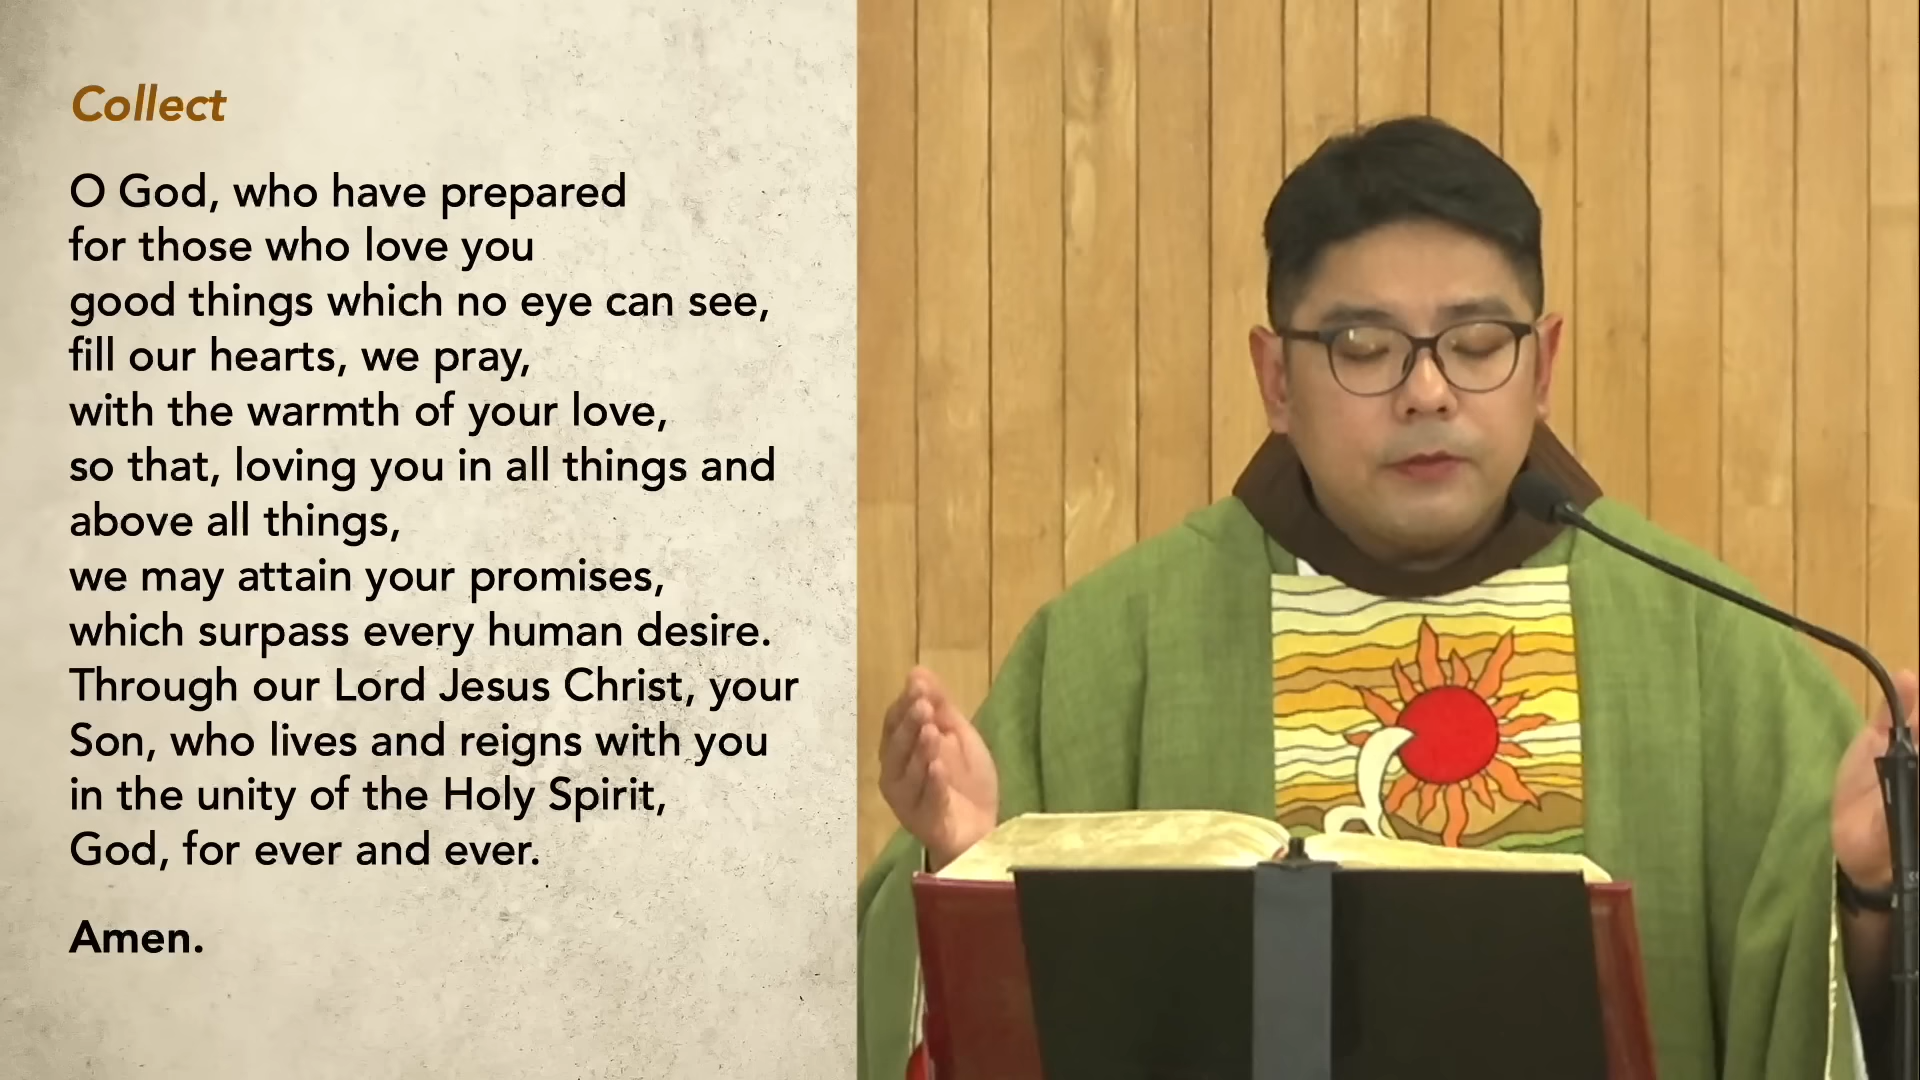 Collect
O God, who have prepared
for those who love you
good things which no eye can see,
fill our hearts, we pray,
with the warmth of your love,
so that, loving you in all things and
above all things,
we may attain your promises,
which surpass every human desire.
Through our Lord Jesus Christ, your
Son, who lives and reigns with you
in the unity of the Holy Spirit,
God, for ever and ever.
Amen.